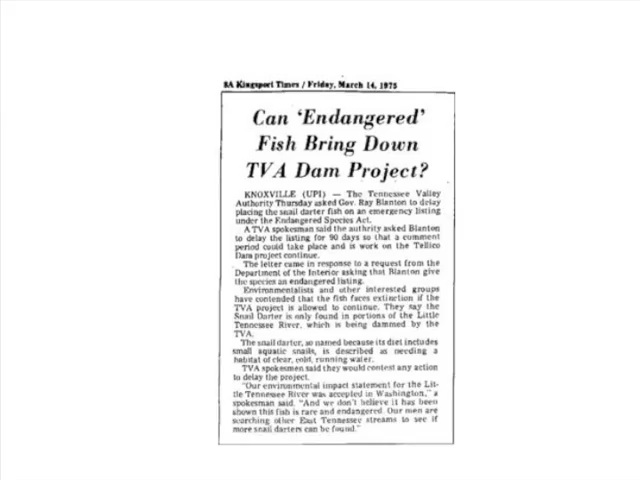 8A Kingsport Times / Friday, March 14, 1975
Can 'Endangered'
Fish Bring Down
TVA Dam Project?
KNOXVILLE (UPI) — The Tennessee Valley
Authority Thursday asked Gov. Ray Blanton to delay
placing the snail darter fish on an emergency listing
under the Endangered Species Act.
A TVA spokesman said the authrity asked Blanton
to delay the listing for 90 days so that a comment
period could take place and is work on the Tellico
Dam project continue.
The letter came in response to a request from the
Department of the Interior asking that Blanton give
the species an endangered listing.
Environmentalists and other interested groups
have contended that the fish faces extinction if the
TVA project is allowed to continue. They say the
Snail Darter is only found in portions of the Little
Tennessee River, which is being dammed by the
TVA.
The snail darter, so named because its diet includes
small aquatic snails, is described as needing a
habitat of clear, cold, running water.
TVA spokesmen said they would contest any action
to delay the project.
"Our environmental impact statement for the Lit-
tle Tennessee River was accepted in Washington," a
spokesman said. "And we don't believe it has been
shown this fish is rare and endangered. Our men are
searching other East Tennessee streams to see if
more snail darters can be found."